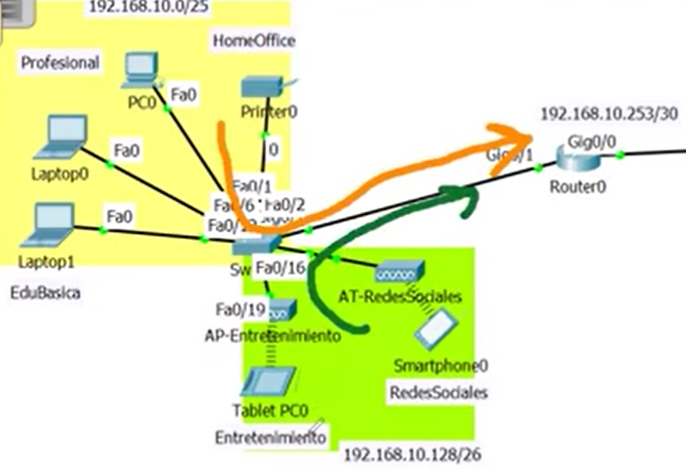 192.168.10.0/25
HomeOffice
Profesional
PC0
Fa0
Printer0
192.168.10.253/30
Fa0
0
Gig0/0
Laptop0
Router0
Fa0/1
Fa0/2
Fa0
Laptop1
Sw
Fa0/16
EduBasica
AT-RedesSociales
Fa0/19
AP-Entretenimiento
Smartphone0
RedesSociales
Tablet PC0
Entretenimiento
192.168.10.128/26